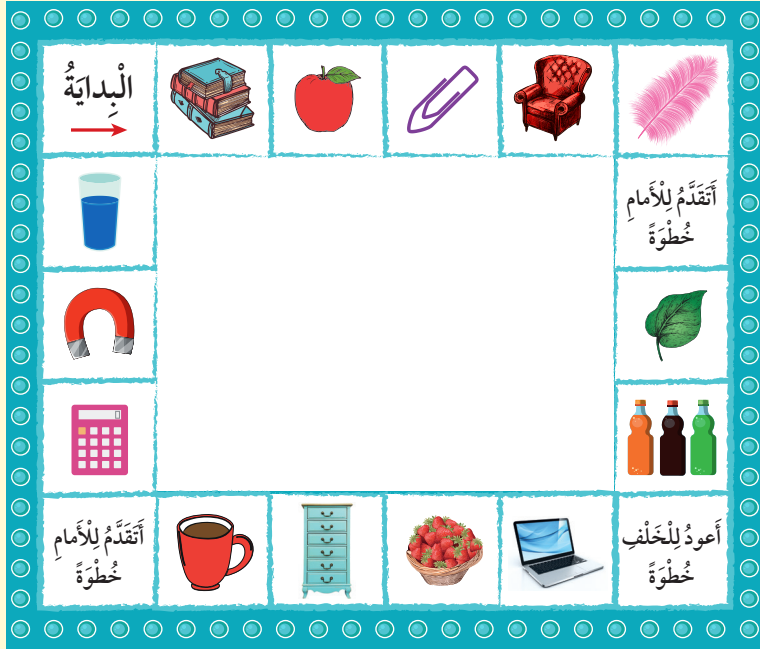 الْبِدايَةُ
أَتَقَدَّمُ لِلْأَمامِ
خُطْوَةً
أَعودُ لِلْخَلْفِ
خُطْوَةً
أَتَقَدَّمُ لِلْأَمامِ
خُطْوَةً